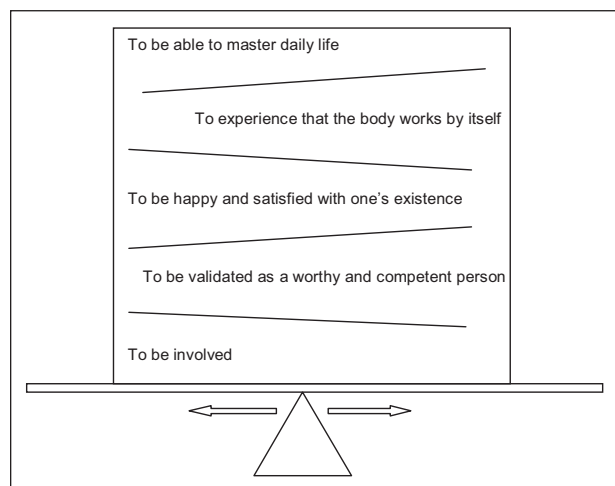 To be able to master daily life
To experience that the body works by itself
To be happy and satisfied with one’s existence
To be validated as a worthy and competent person
To be involved